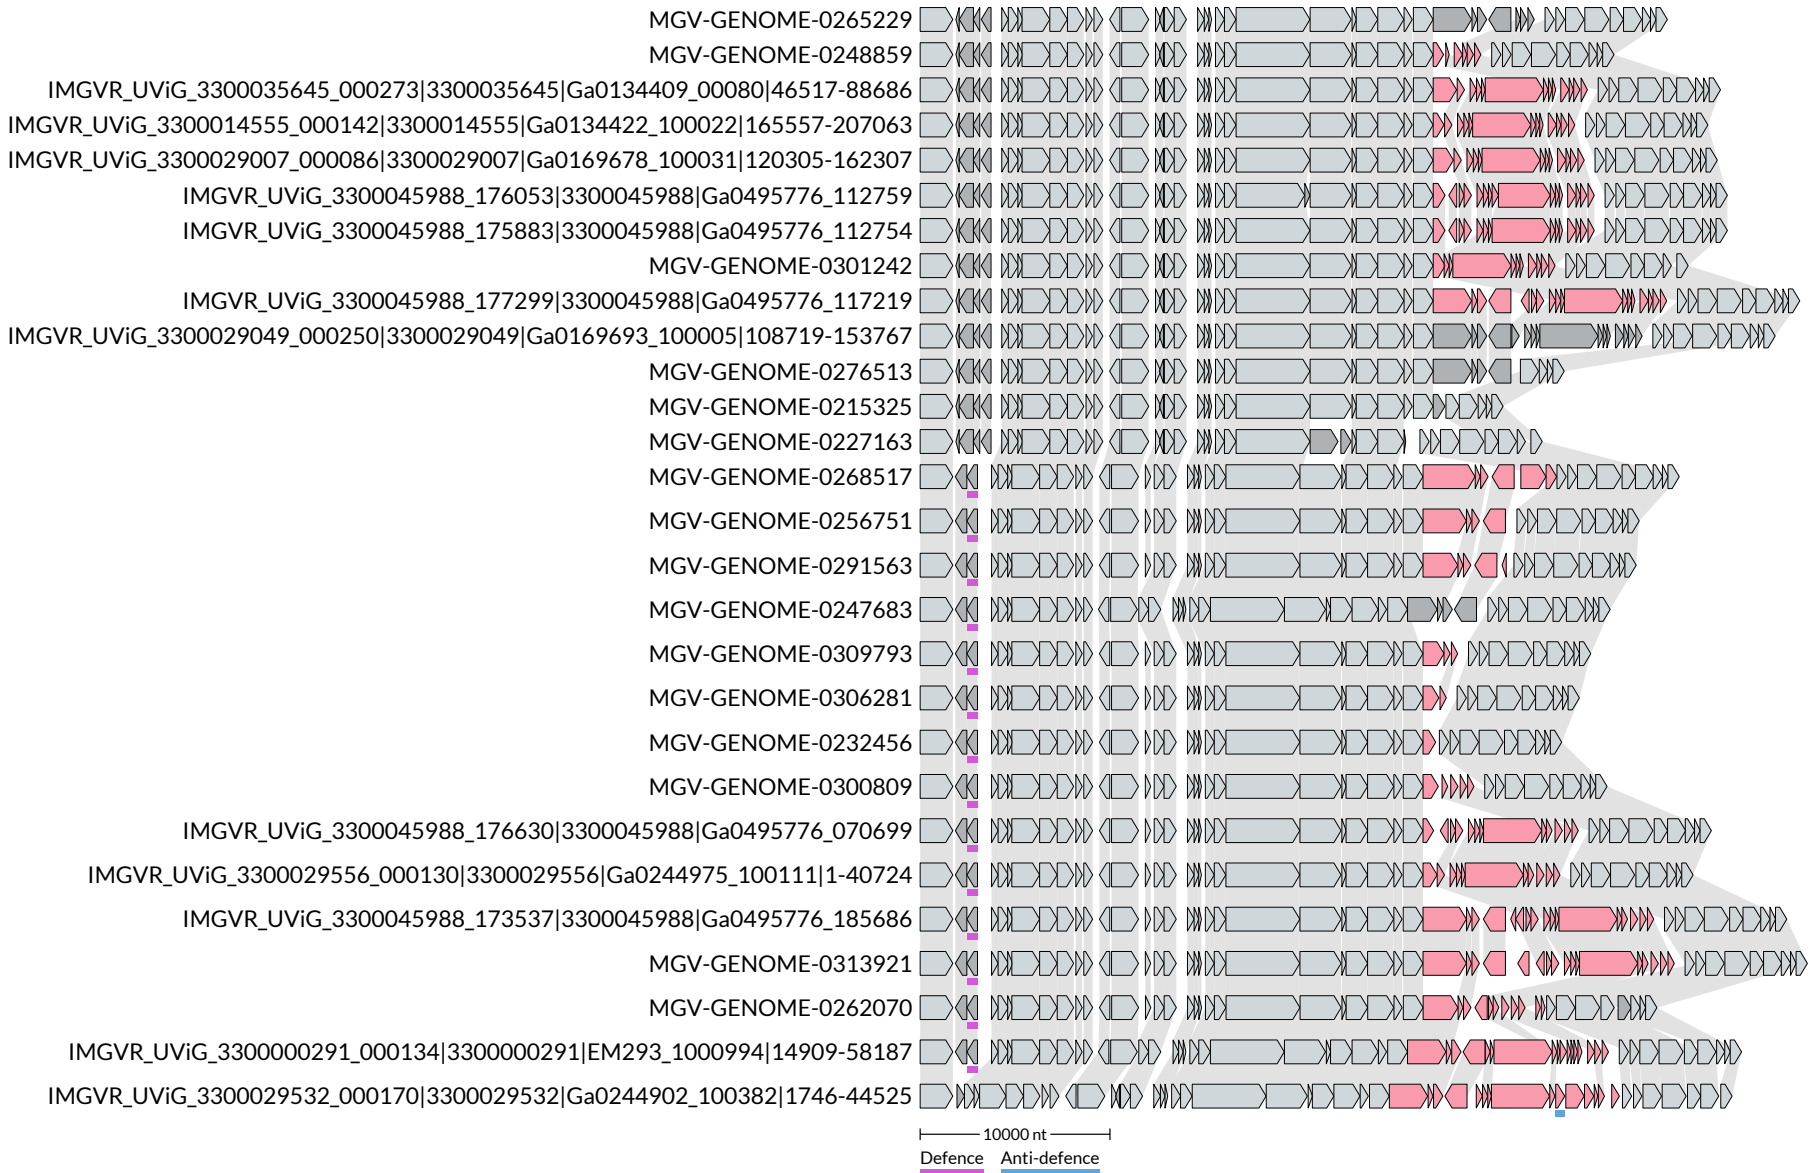 MGV-GENOME-0265229
MGV-GENOME-0248859
IMGVR_UViG_3300035645_000273|3300035645|Ga0134409_00080|46517-88686
IMGVR_UViG_3300014555_000142|3300014555|Ga0134422_100022|165557-207063
IMGVR_UViG_3300029007_000086|3300029007|Ga0169678_100031|120305-162307
IMGVR_UViG_3300045988_176053|3300045988|Ga0495776_112759
IMGVR_UViG_3300045988_175883|3300045988|Ga0495776_112754
MGV-GENOME-0301242
IMGVR_UViG_3300045988_177299|3300045988|Ga0495776_117219
IMGVR_UViG_3300029049_000250|3300029049|Ga0169693_100005|108719-153767
MGV-GENOME-0276513
MGV-GENOME-0215325
MGV-GENOME-0227163
MGV-GENOME-0268517
MGV-GENOME-0256751
MGV-GENOME-0291563
MGV-GENOME-0247683
MGV-GENOME-0309793
MGV-GENOME-0306281
MGV-GENOME-0232456
MGV-GENOME-0300809
IMGVR_UViG_3300045988_176630|3300045988|Ga0495776_070699
IMGVR_UViG_3300029556_000130|3300029556|Ga0244975_100111|1-40724
IMGVR_UViG_3300045988_173537|3300045988|Ga0495776_185686
MGV-GENOME-0313921
MGV-GENOME-0262070
IMGVR_UViG_3300000291_000134|3300000291|EM293_1000994|14909-58187
IMGVR_UViG_3300029532_000170|3300029532|Ga0244902_100382|1746-44525
10000 nt
Defence Anti-defence